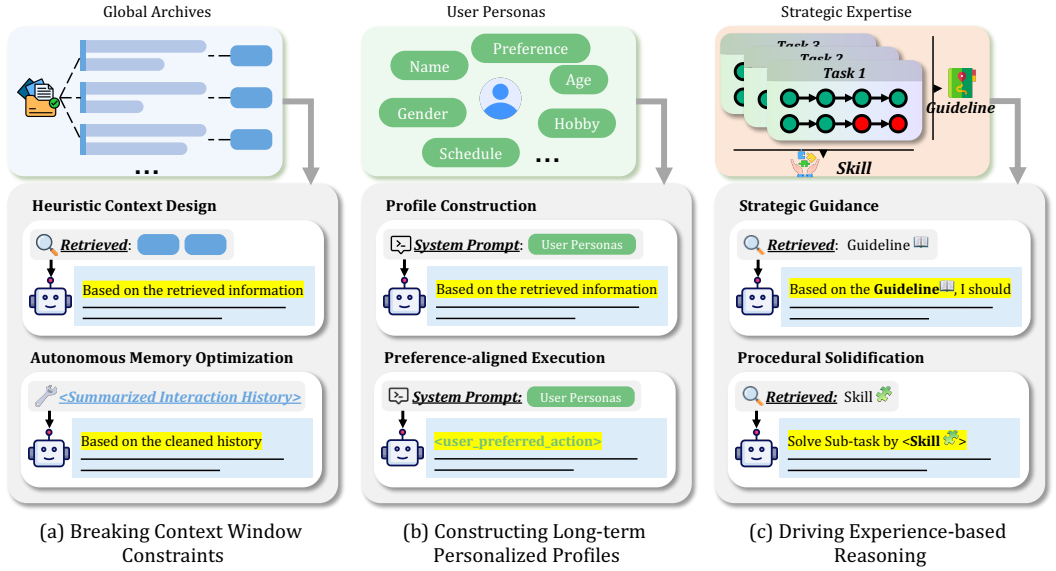 Global Archives
...
Heuristic Context Design
Retrieved:
Based on the retrieved information
Autonomous Memory Optimization
<Summarized Interaction History>
Based on the cleaned history
(a) Breaking Context Window
Constraints
User Personas
Preference
Name
Age
Gender
Hobby
Schedule
...
Profile Construction
System Prompt: User Personas
Based on the retrieved information
Preference-aligned Execution
System Prompt: User Personas
<user_preferred_action>
(b) Constructing Long-term
Personalized Profiles
Strategic Expertise
Task 3
Task 2
Task 1
Guideline
Skill
Strategic Guidance
Retrieved: Guideline
Based on the Guideline, I should
Procedural Solidification
Retrieved: Skill
Solve Sub-task by <Skill>
(c) Driving Experience-based
Reasoning